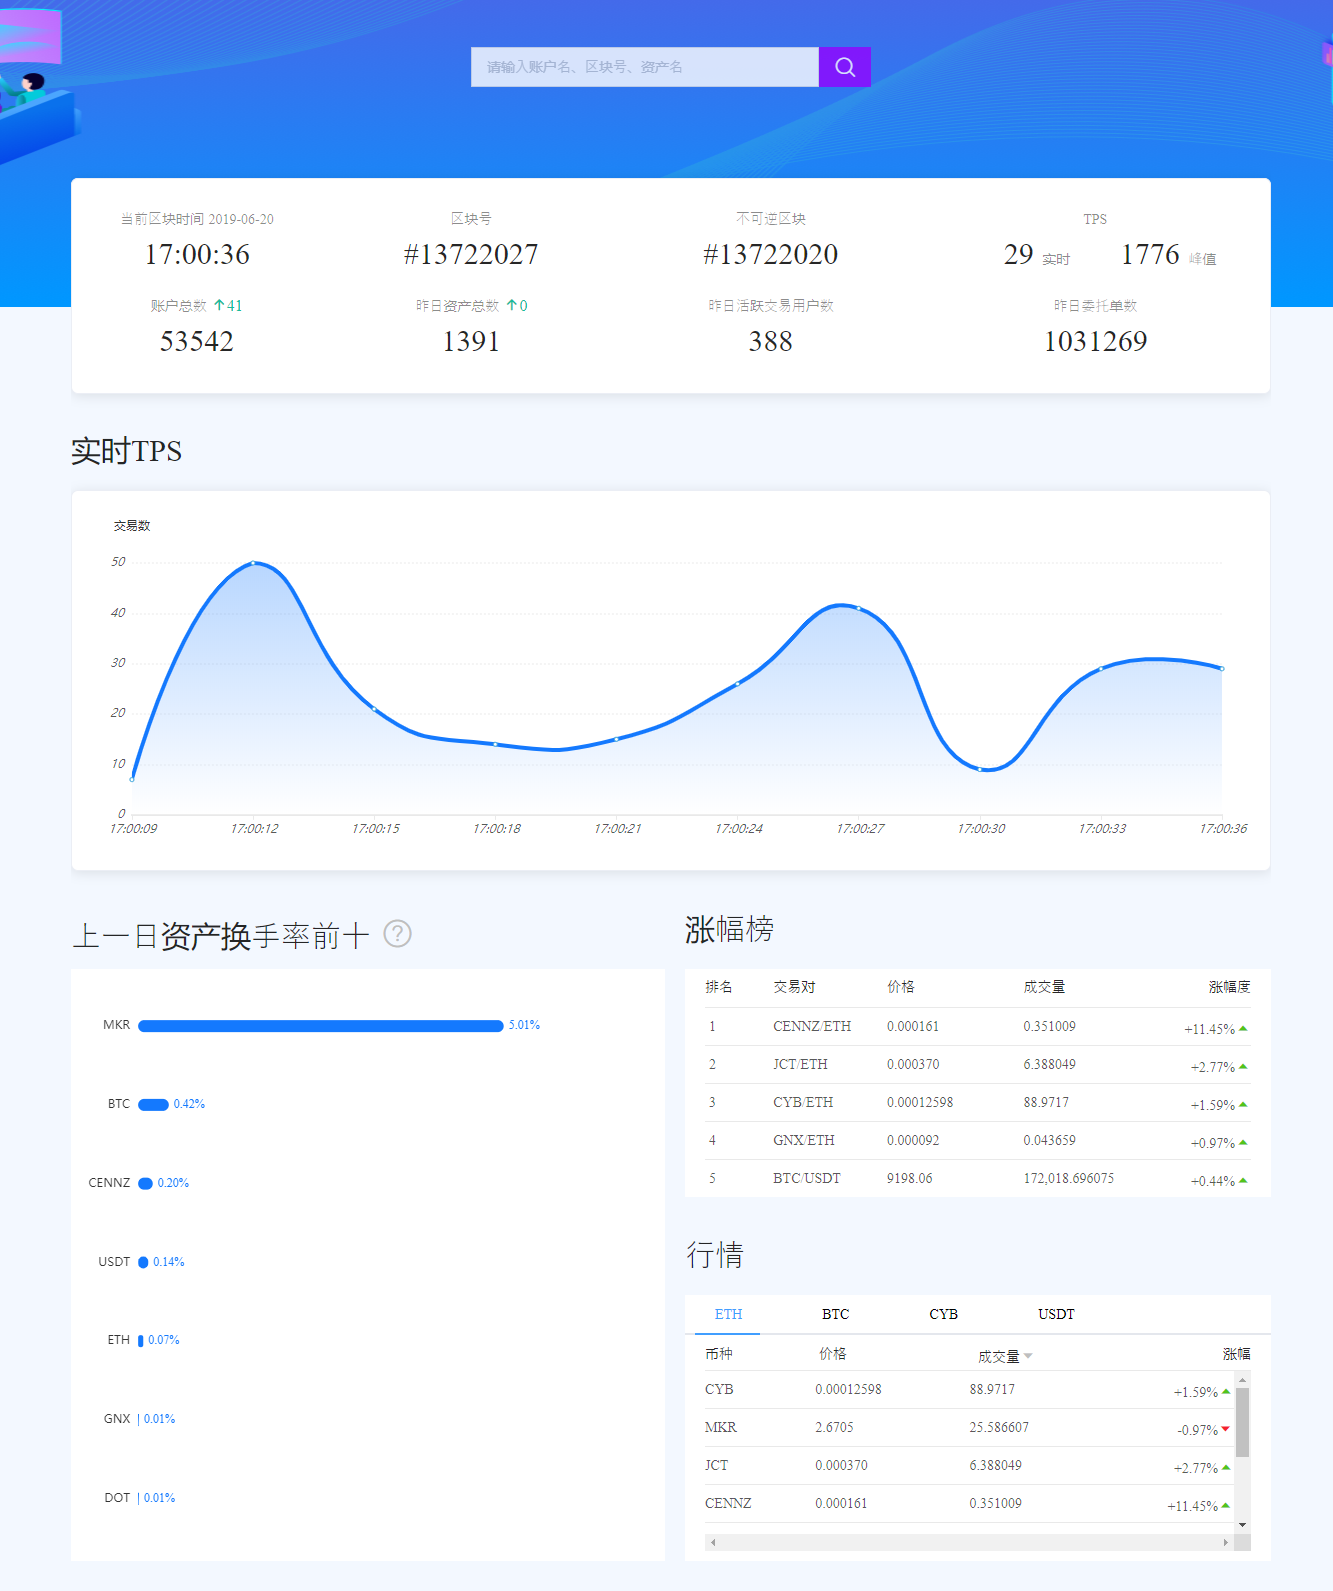 请输入账户名、区块号、资产名
当前区块时间 2019-06-20
17:00:36
区块号
#13722027
不可逆区块
#13722020
TPS
29 实时 1776 峰值
账户总数 41
53542
昨日资产总数 0
1391
昨日活跃交易用户数
388
昨日委托单数
1031269
实时TPS
交易数
50
40
30
20
10
0
17:00:09 17:00:12 17:00:15 17:00:18 17:00:21 17:00:24 17:00:27 17:00:30 17:00:33 17:00:36
上一日资产换手率前十 ?
MKR 5.01%
BTC 0.42%
CENNZ 0.20%
USDT 0.14%
ETH 0.07%
GNX 0.01%
DOT 0.01%
涨幅榜
排名 交易对 价格 成交量 涨幅度
1 CENNZ/ETH 0.000161 0.351009 +11.45%
2 JCT/ETH 0.000370 6.388049 +2.77%
3 CYB/ETH 0.00012598 88.9717 +1.59%
4 GNX/ETH 0.000092 0.043659 +0.97%
5 BTC/USDT 9198.06 172,018.696075 +0.44%
行情
ETH BTC CYB USDT
币种 价格 成交量 涨幅
CYB 0.00012598 88.9717 +1.59%
MKR 2.6705 25.586607 -0.97%
JCT 0.000370 6.388049 +2.77%
CENNZ 0.000161 0.351009 +11.45%